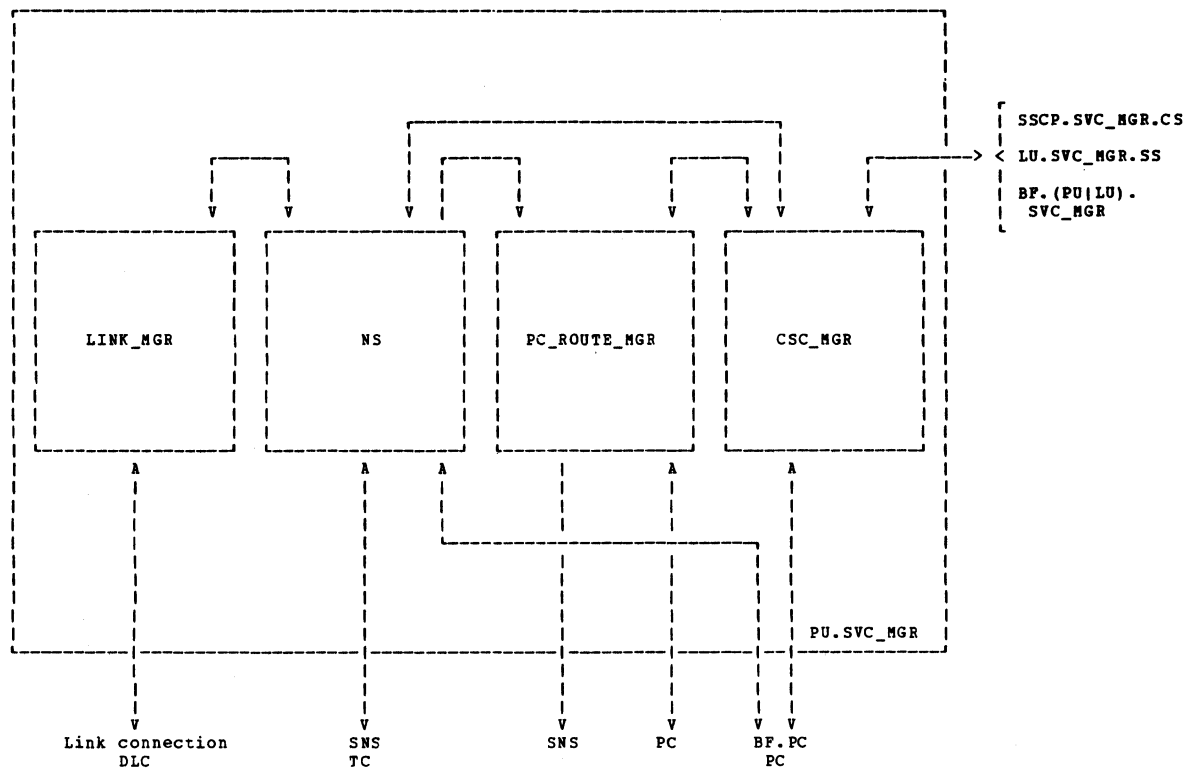 SSCP.SVC_MGR.CS
LU.SVC_MGR.SS
BF.(PU|LU).
SVC_MGR
LINK_MGR
NS
PC_ROUTE_MGR
CSC_MGR
PU.SVC_MGR
Link connection
DLC
SNS
TC
SNS
PC
BF.PC
PC